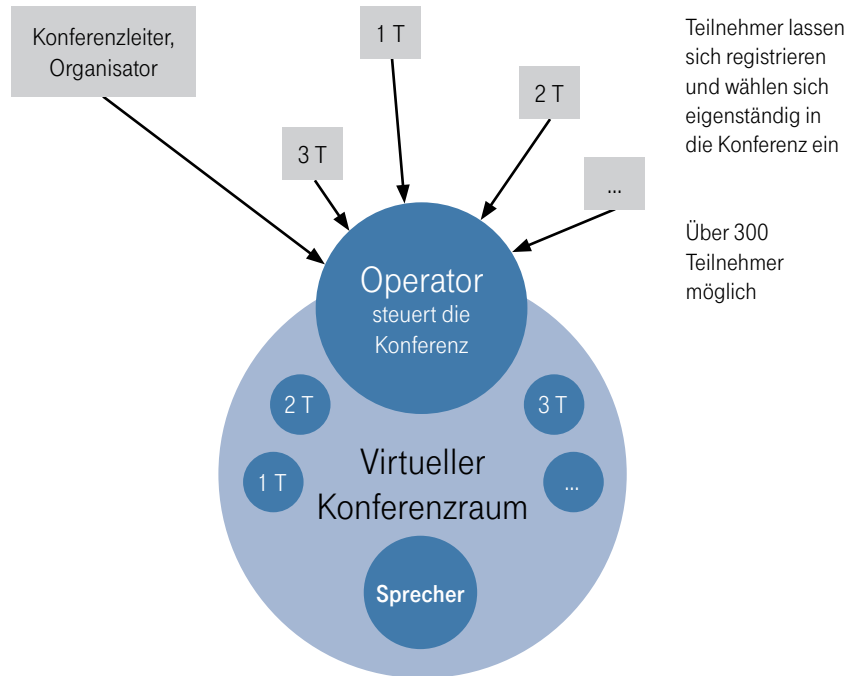 Konferenzleiter,
Organisator
1 T
2 T
3 T
...
Teilnehmer lassen
sich registrieren
und wählen sich
eigenständig in
die Konferenz ein
Über 300
Teilnehmer
möglich
Operator
steuert die
Konferenz
2 T
3 T
1 T
...
Virtueller
Konferenzraum
Sprecher